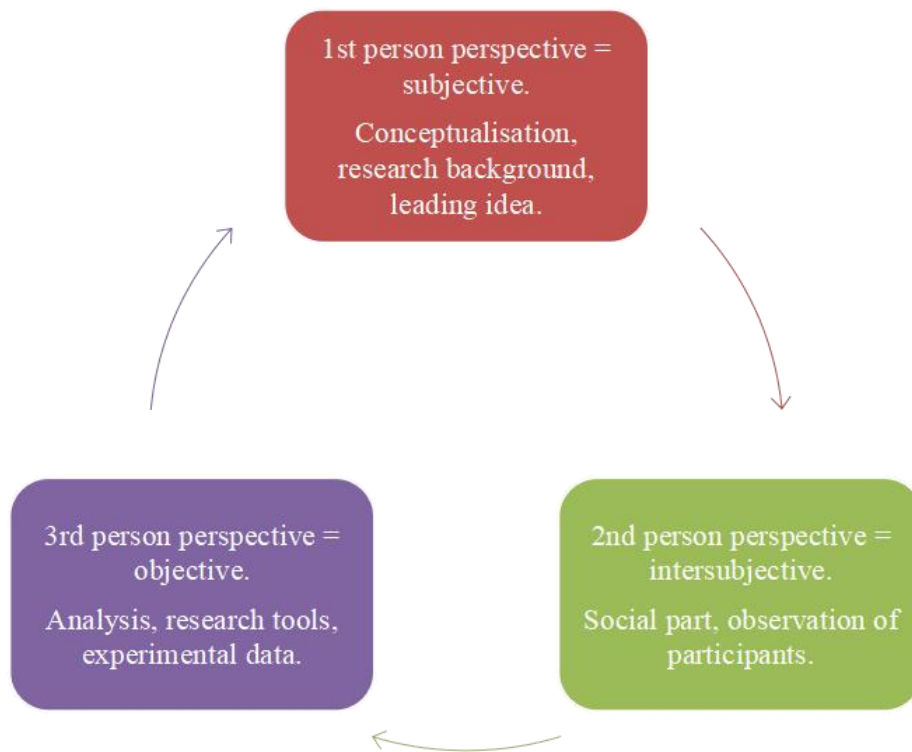 1st person perspective =
subjective.
Conceptualisation,
research background,
leading idea.
2nd person perspective =
intersubjective.
Social part, observation of
participants.
3rd person perspective =
objective.
Analysis, research tools,
experimental data.